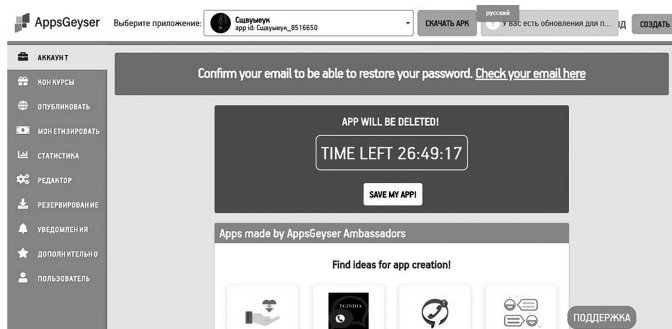 русский
AppsGeyser
Выберите приложение:
Сщвумеук
app id: Сщвумеук_8516650
СКАЧАТЬ APK
У вас есть обновления для п...
СОЗДАТЬ
АККАУНТ
КОНКУРСЫ
ОПУБЛИКОВАТЬ
МОНЕТИЗИРОВАТЬ
СТАТИСТИКА
РЕДАКТОР
РЕЗЕРВИРОВАНИЕ
УВЕДОМЛЕНИЯ
ДОПОЛНИТЕЛЬНО
ПОЛЬЗОВАТЕЛЬ
Confirm your email to be able to restore your password. Check your email here
APP WILL BE DELETED!
TIME LEFT 26:49:17
SAVE MY APP!
Apps made by AppsGeyser Ambassadors
Find ideas for app creation!
TGINDIA
ПОДДЕРЖКА